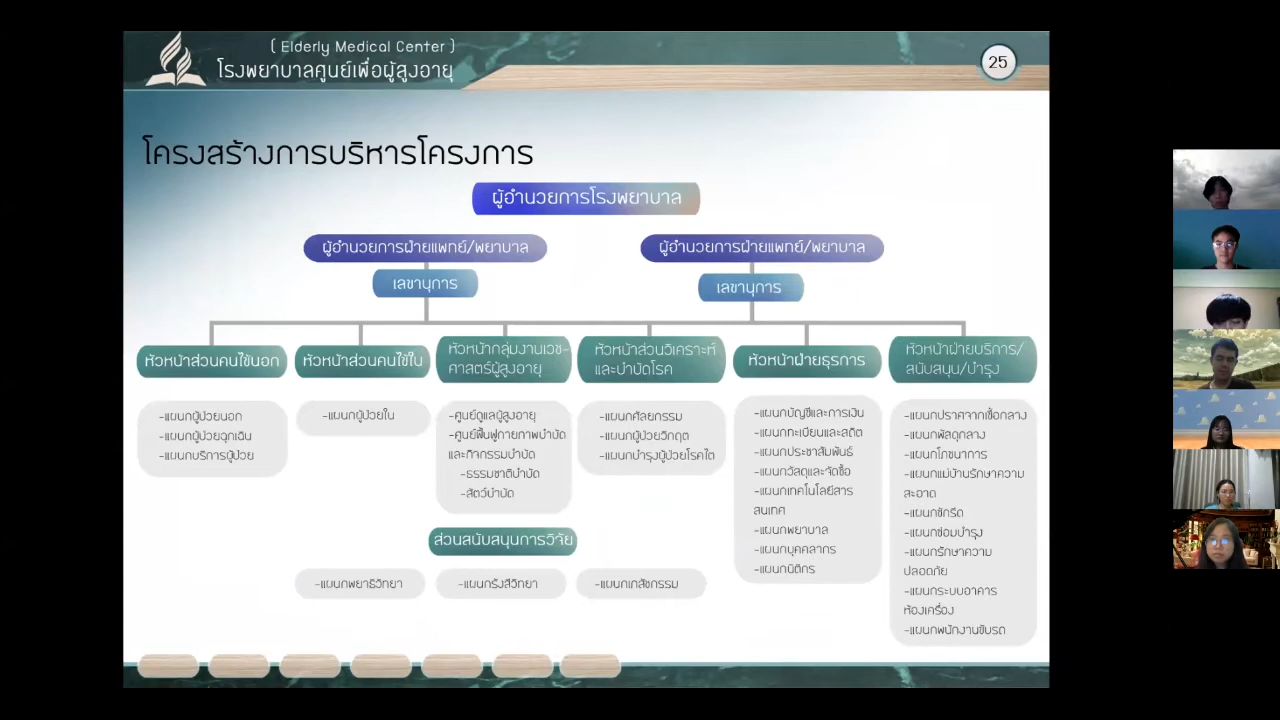 ( Elderly Medical Center )
โรงพยาบาลศูนย์เพื่อผู้สูงอายุ
25
โครงสร้างการบริหารโครงการ
ผู้อำนวยการโรงพยาบาล
ผู้อำนวยการฝ่ายแพทย์/พยาบาล
ผู้อำนวยการฝ่ายแพทย์/พยาบาล
เลขานุการ
เลขานุการ
หัวหน้าส่วนคนไข้นอก
-แผนกผู้ป่วยนอก
-แผนกผู้ป่วยฉุกเฉิน
-แผนกบริการผู้ป่วย
หัวหน้าส่วนคนไข้ใน
-แผนกผู้ป่วยใน
หัวหน้ากลุ่มงานเวช-
ศาสตร์ผู้สูงอายุ
-ศูนย์ดูแลผู้สูงอายุ
-ศูนย์ฟื้นฟูกายภาพบำบัด
และกิจกรรมบำบัด
-ธรรมชาติบำบัด
-สัตว์บำบัด
หัวหน้าส่วนวิเคราะห์
และบำบัดโรค
-แผนกศัลยกรรม
-แผนกผู้ป่วยวิกฤต
-แผนกบำรุงผู้ป่วยโรคไต
หัวหน้าฝ่ายธุรการ
-แผนกบัญชีและการเงิน
-แผนกทะเบียนและสถิต
-แผนกประชาสัมพันธ์
-แผนกวัสดุและจัดซื้อ
-แผนกเทคโนโลยีสาร
สนเทศ
-แผนกพยาบาล
-แผนกบุคคลากร
-แผนกนิติกร
หัวหน้าฝ่ายบริการ/
สนับสนุน/บำรุง
-แผนกปราศจากเชื้อกลาง
-แผนกพัสดุกลาง
-แผนกโภชนาการ
-แผนกแม่บ้านรักษาความ
สะอาด
-แผนกซักรีด
-แผนกซ่อมบำรุง
-แผนกรักษาความ
ปลอดภัย
-แผนกระบบอาคาร
ห้องเครื่อง
-แผนกพนักงานขับรถ
ส่วนสนับสนุนการวิจัย
-แผนกพยาธิวิทยา
-แผนกรังสีวิทยา
-แผนกเภสัชกรรม